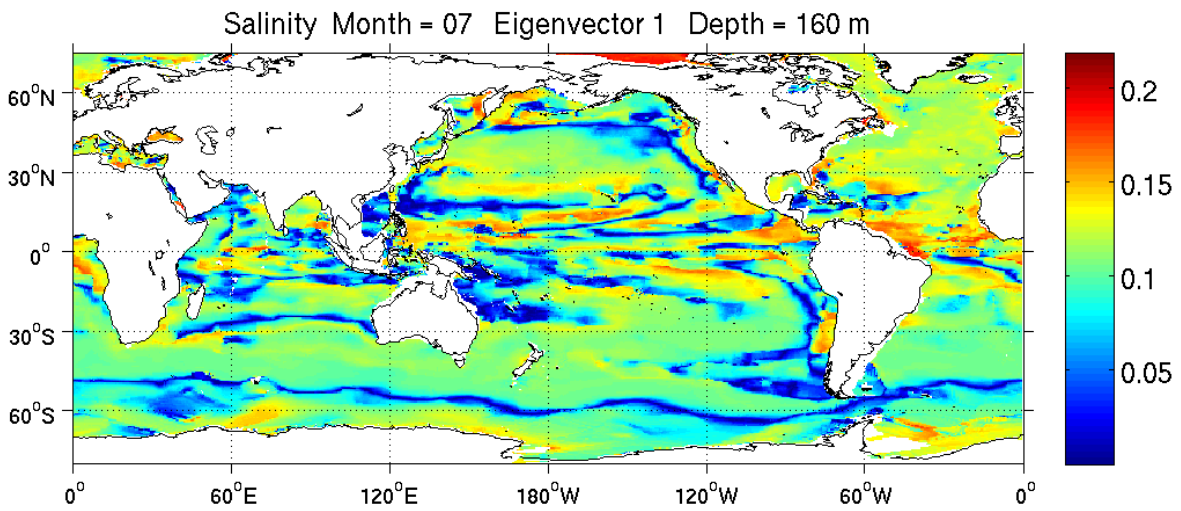 Salinity Month = 07 Eigenvector 1 Depth = 160 m
60°N
30°N
0°
30°S
60°S
0°
60°E
120°E
180°W
120°W
60°W
0°
0.2
0.15
0.1
0.05